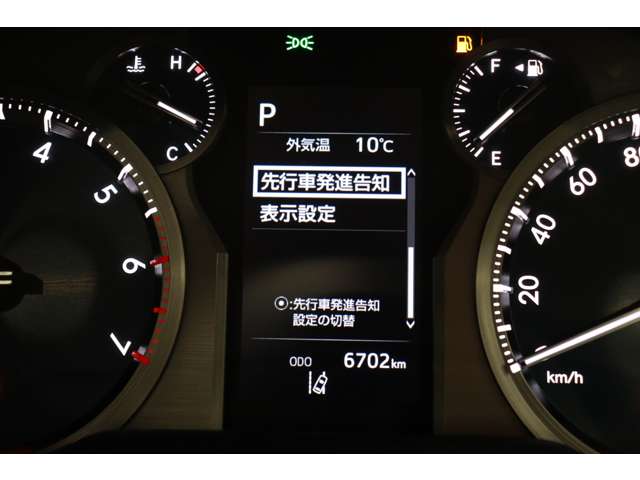 H
C
4
5
6
7
P
外気温 10℃
先行車発進告知
表示設定
:先行車発進告知
設定の切替
ODO 6702km
F
E
80
60
40
20
0
km/h